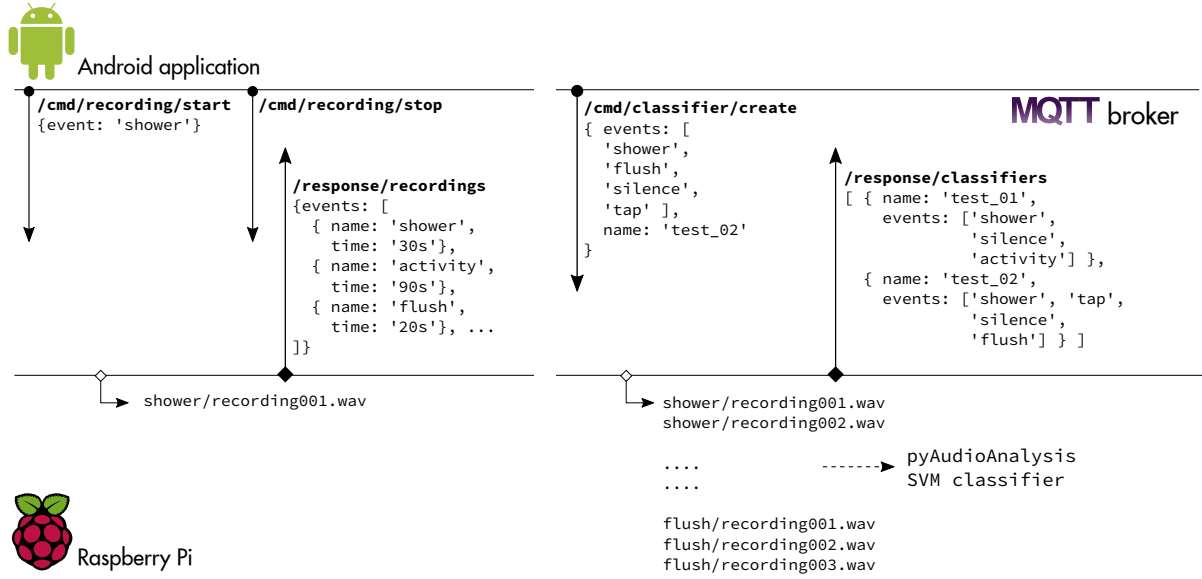 Android application
/cmd/recording/start
{event: 'shower'}
/cmd/recording/stop
/response/recordings
{events: [
{ name: 'shower',
time: '30s'},
{ name: 'activity',
time: '90s'},
{ name: 'flush',
time: '20s'}, ...
]}
shower/recording001.wav
Raspberry Pi
/cmd/classifier/create
{ events: [
'shower',
'flush',
'silence',
'tap' ],
name: 'test_02'
}
MQTT broker
/response/classifiers
[ { name: 'test_01',
events: ['shower',
'silence',
'activity'] },
{ name: 'test_02',
events: ['shower', 'tap',
'silence',
'flush'] } ]
shower/recording001.wav
shower/recording002.wav
....
....
flush/recording001.wav
flush/recording002.wav
flush/recording003.wav
pyAudioAnalysis
SVM classifier